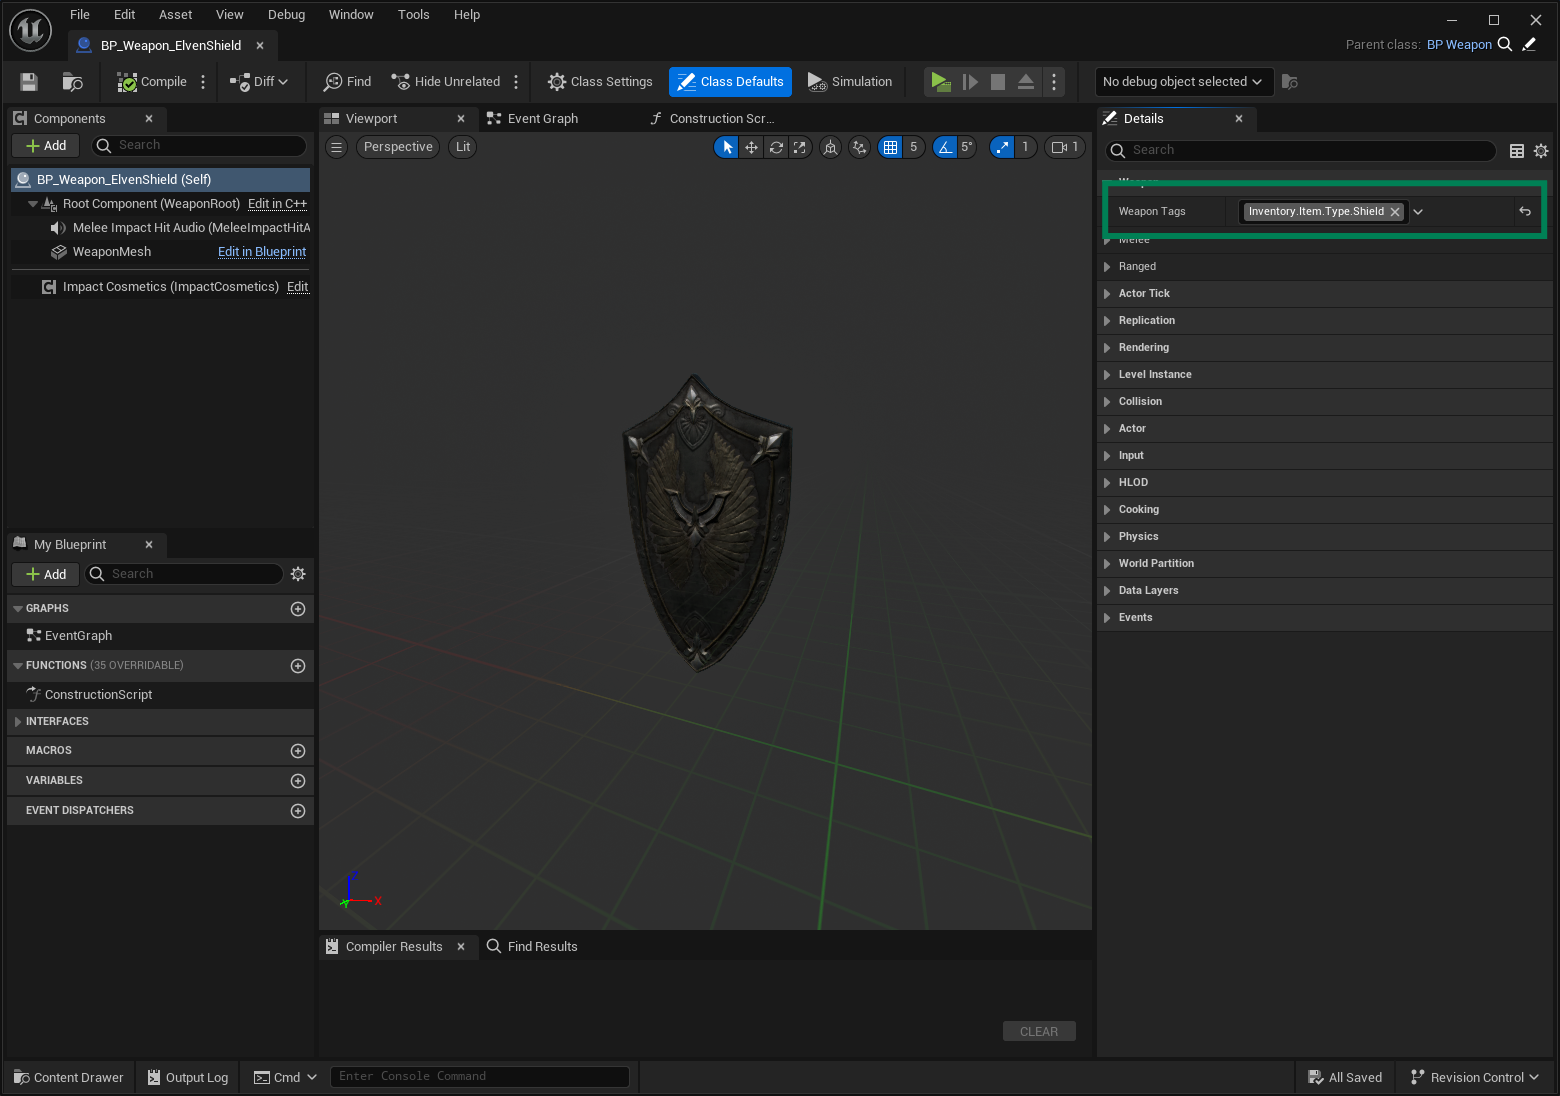 File Edit Asset View Debug Window Tools Help
BP_Weapon_ElvenShield
Parent class: BP Weapon
Compile Diff Find Hide Unrelated Class Settings Class Defaults Simulation No debug object selected
Components
Add Search
BP_Weapon_ElvenShield (Self)
Root Component (WeaponRoot) Edit in C++
Melee Impact Hit Audio (MeleeImpactHitA
WeaponMesh Edit in Blueprint
Impact Cosmetics (ImpactCosmetics) Edit
My Blueprint
Add Search
GRAPHS
EventGraph
FUNCTIONS (35 OVERRIDABLE)
ConstructionScript
INTERFACES
MACROS
VARIABLES
EVENT DISPATCHERS
Viewport Event Graph Construction Scr...
Perspective Lit 5 5° 1 1
Z
X
Y
Compiler Results Find Results
CLEAR
Details
Search
Weapon
Weapon Tags Inventory.Item.Type.Shield
Melee
Ranged
Actor Tick
Replication
Rendering
Level Instance
Collision
Actor
Input
HLOD
Cooking
Physics
World Partition
Data Layers
Events
Content Drawer Output Log Cmd Enter Console Command All Saved Revision Control